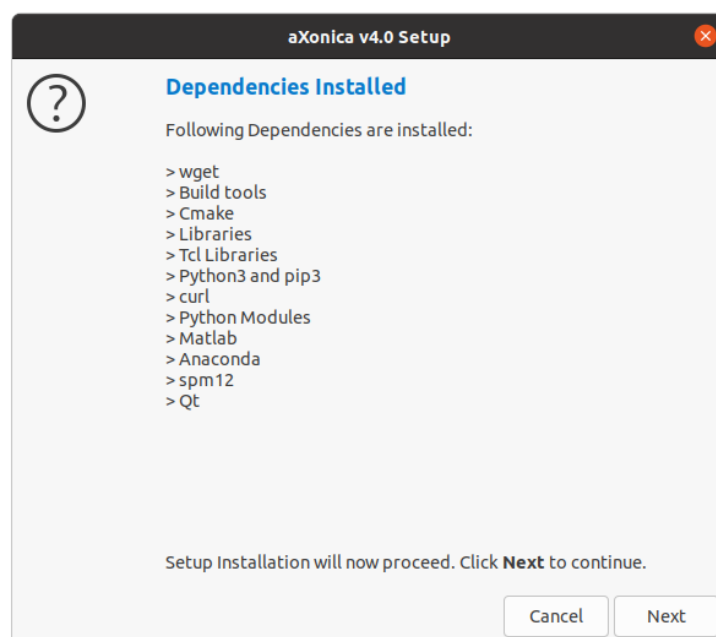 aXonica v4.0 Setup
Dependencies Installed
Following Dependencies are installed:
> wget
> Build tools
> Cmake
> Libraries
> Tcl Libraries
> Python3 and pip3
> curl
> Python Modules
> Matlab
> Anaconda
> spm12
> Qt
Setup Installation will now proceed. Click Next to continue.
Cancel
Next